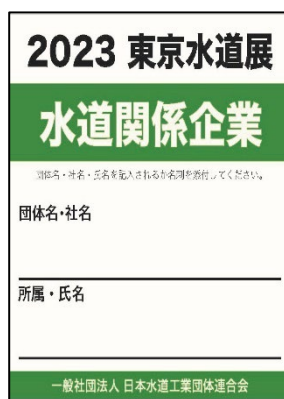 2023 東京水道展
水道関係企業
団体名・社名・氏名を記入されるか名刺を添付してください。
団体名・社名
所属・氏名
一般社団法人 日本水道工業団体連合会